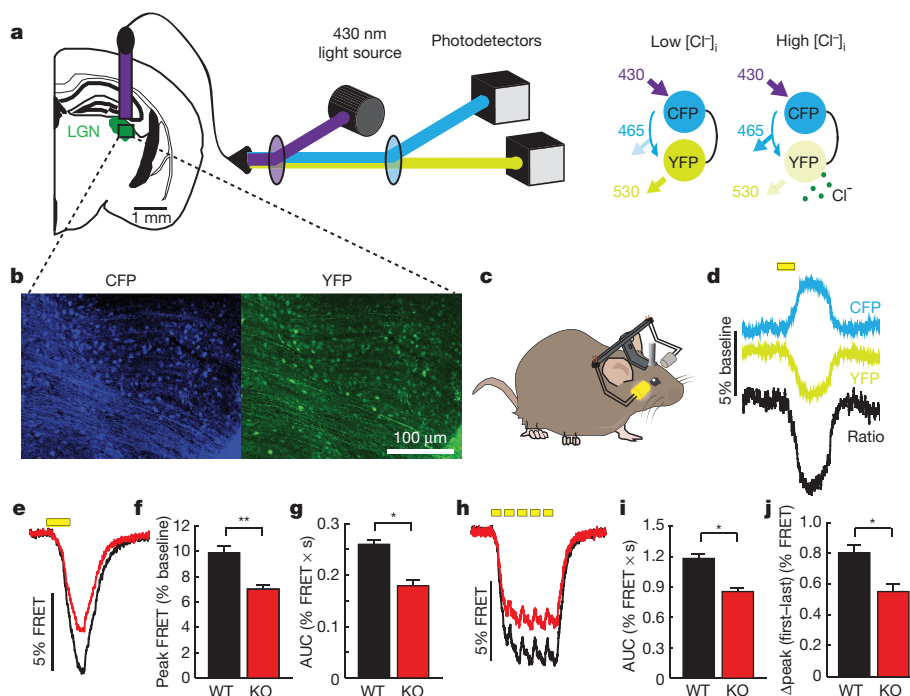 a
430 nm
light source
Photodetectors
Low [Cl⁻]i
High [Cl⁻]i
LGN
1 mm
430
CFP
465
YFP
530
430
CFP
465
YFP
530
Cl⁻
b
CFP
YFP
100 µm
c
d
CFP
YFP
Ratio
5% baseline
e
5% FRET
f
**
Peak FRET (% baseline)
12
10
8
6
4
2
0
WT KO
g
*
AUC (% FRET × s)
0.3
0.2
0.1
0
WT KO
h
5% FRET
i
*
AUC (% FRET × s)
1.5
1.2
0.9
0.6
0.3
0
WT KO
j
*
Δpeak (first–last) (% FRET)
1.0
0.8
0.6
0.4
0.2
0
WT KO